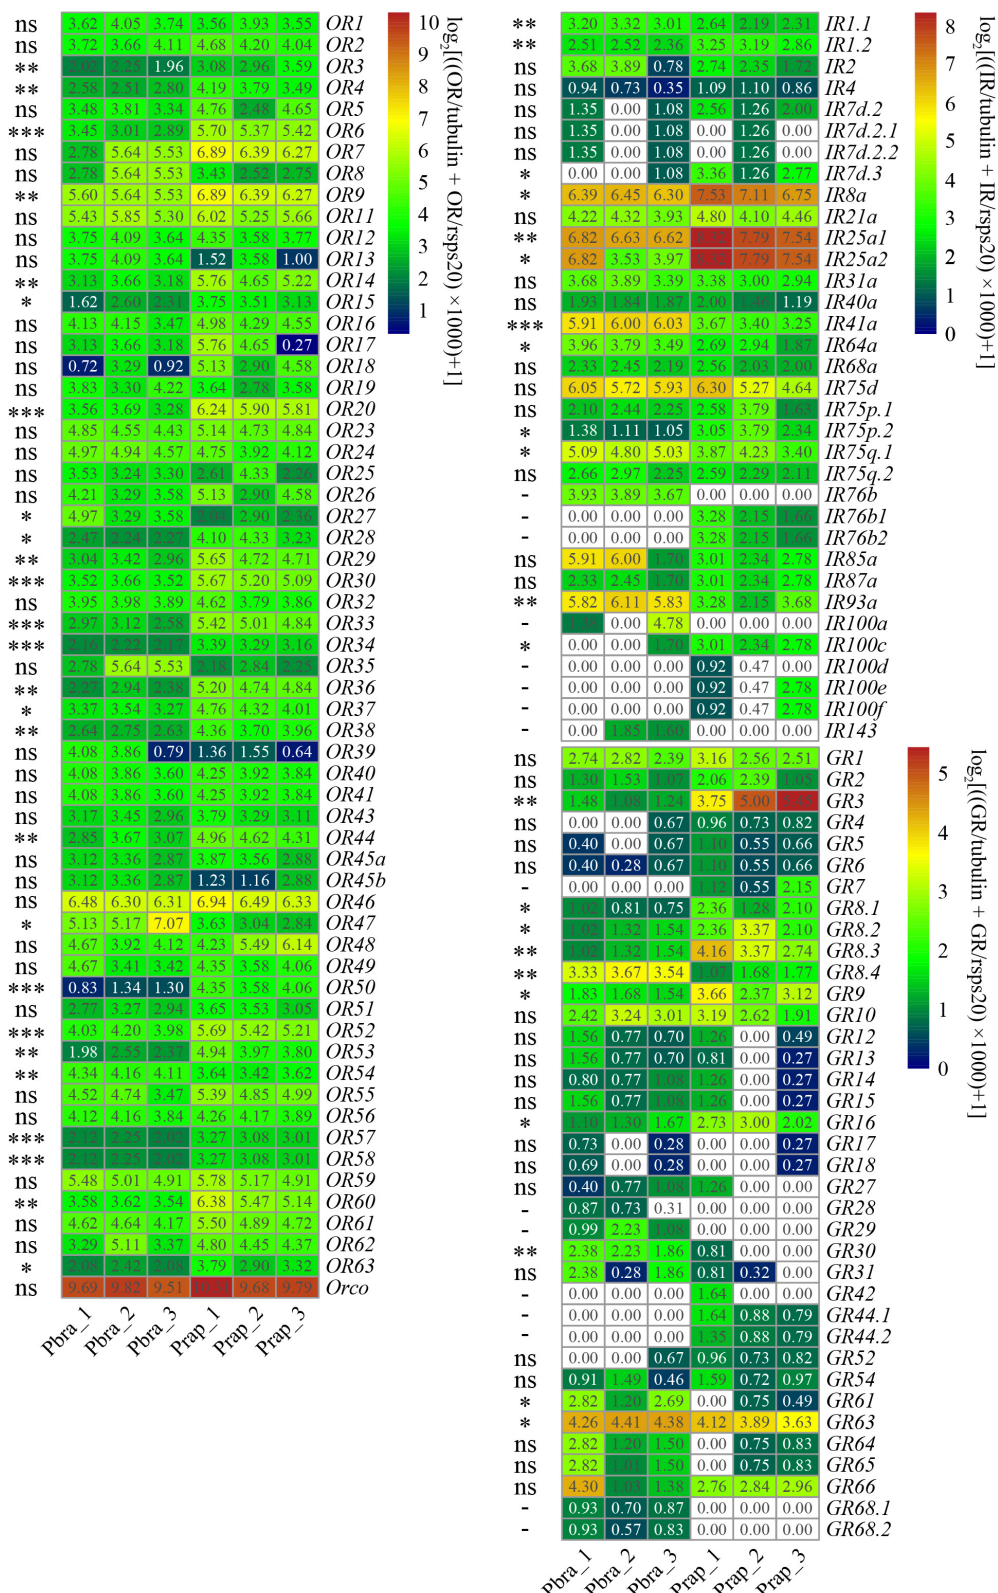 ns 3.62 4.05 3.74 3.56 3.93 3.55 OR1
ns 3.72 3.66 4.11 4.68 4.20 4.04 OR2
** 2.02 2.25 1.96 3.08 2.96 3.59 OR3
** 2.58 2.51 2.80 4.19 3.79 3.49 OR4
ns 3.48 3.81 3.34 4.76 2.48 4.65 OR5
*** 3.45 3.01 2.89 5.70 5.37 5.42 OR6
ns 2.78 5.64 5.53 6.89 6.39 6.27 OR7
ns 2.78 5.64 5.53 3.43 2.52 2.75 OR8
** 5.60 5.64 5.53 6.89 6.39 6.27 OR9
ns 5.43 5.85 5.30 6.02 5.25 5.66 OR11
ns 3.75 4.09 3.64 4.35 3.58 3.77 OR12
ns 3.75 4.09 3.64 1.52 3.58 1.00 OR13
** 3.13 3.66 3.18 5.76 4.65 5.22 OR14
* 1.62 2.60 2.31 3.75 3.51 3.13 OR15
ns 4.13 4.15 3.47 4.98 4.29 4.55 OR16
ns 3.13 3.66 3.18 5.76 4.65 0.27 OR17
ns 0.72 3.29 0.92 5.13 2.90 4.58 OR18
ns 3.83 3.30 4.22 3.64 2.78 3.58 OR19
*** 3.56 3.69 3.28 6.24 5.90 5.81 OR20
ns 4.85 4.55 4.43 5.14 4.73 4.84 OR23
ns 4.97 4.94 4.57 4.75 3.92 4.12 OR24
ns 3.53 3.24 3.30 2.61 4.33 2.26 OR25
ns 4.21 3.29 3.58 5.13 2.90 4.58 OR26
* 4.97 3.29 3.58 2.90 2.36 OR27
* 2.47 2.24 2.27 4.10 4.33 3.23 OR28
** 3.04 3.42 2.96 5.65 4.72 4.71 OR29
*** 3.52 3.66 3.52 5.67 5.20 5.09 OR30
ns 3.95 3.98 3.89 4.62 3.79 3.86 OR32
*** 2.97 3.12 2.58 5.42 5.01 4.84 OR33
*** 2.16 2.22 2.17 3.39 3.29 3.16 OR34
ns 2.78 5.64 5.53 2.18 2.84 2.25 OR35
** 2.27 2.94 2.38 5.20 4.74 4.84 OR36
* 3.37 3.54 3.27 4.76 4.32 4.01 OR37
** 2.64 2.75 2.63 4.36 3.70 3.96 OR38
ns 4.08 3.86 0.79 1.36 1.55 0.64 OR39
ns 4.08 3.86 3.60 4.25 3.92 3.84 OR40
ns 4.08 3.86 3.60 4.25 3.92 3.84 OR41
ns 3.17 3.45 2.96 3.79 3.29 3.11 OR43
** 2.85 3.67 3.07 4.96 4.62 4.31 OR44
ns 3.12 3.36 2.87 3.87 3.56 2.88 OR45a
ns 3.12 3.36 2.87 1.23 1.16 2.88 OR45b
ns 6.48 6.30 6.31 6.94 6.49 6.33 OR46
* 5.13 5.17 7.07 3.63 3.04 2.84 OR47
ns 4.67 3.92 4.12 4.23 5.49 6.14 OR48
ns 4.67 3.41 3.42 4.35 3.58 4.06 OR49
*** 0.83 1.34 1.30 4.35 3.58 4.06 OR50
ns 2.77 3.27 2.94 3.65 3.53 3.05 OR51
*** 4.03 4.20 3.98 5.69 5.42 5.21 OR52
** 1.98 2.55 2.37 4.94 3.97 3.80 OR53
** 4.34 4.16 4.11 3.64 3.42 3.62 OR54
ns 4.52 4.74 3.47 5.39 4.85 4.99 OR55
ns 4.12 4.16 3.84 4.26 4.17 3.89 OR56
*** 2.12 2.25 2.02 3.27 3.08 3.01 OR57
*** 2.12 2.25 2.02 3.27 3.08 3.01 OR58
ns 5.48 5.01 4.91 5.78 5.17 4.91 OR59
** 3.58 3.62 3.54 6.38 5.47 5.14 OR60
ns 4.62 4.64 4.17 5.50 4.89 4.72 OR61
ns 3.29 5.11 3.37 4.80 4.45 4.37 OR62
* 2.08 2.42 2.08 3.79 2.90 3.32 OR63
ns 9.69 9.82 9.51 9.68 9.79 Orco
Pbra_1 Pbra_2 Pbra_3 Prap_1 Prap_2 Prap_3
10
9
8
7
6
5
4
3
2
1
log₂[((OR/tubulin + OR/rsps20) ×1000)+1]
** 3.20 3.32 3.01 2.64 2.19 2.31 IR1.1
** 2.51 2.52 2.36 3.25 3.19 2.86 IR1.2
ns 3.68 3.89 0.78 2.74 2.35 1.72 IR2
ns 0.94 0.73 0.35 1.09 1.10 0.86 IR4
ns 1.35 0.00 1.08 2.56 1.26 2.00 IR7d.2
ns 1.35 0.00 1.08 0.00 1.26 0.00 IR7d.2.1
ns 1.35 0.00 1.08 0.00 1.26 0.00 IR7d.2.2
* 0.00 0.00 1.08 3.36 1.26 2.77 IR7d.3
* 6.39 6.45 6.30 7.53 7.11 6.75 IR8a
ns 4.22 4.32 3.93 4.80 4.10 4.46 IR21a
** 6.82 6.63 6.62 7.79 7.54 IR25a1
* 6.82 3.53 3.97 7.79 7.54 IR25a2
ns 3.68 3.89 3.39 3.38 3.00 2.94 IR31a
ns 1.93 1.84 1.87 2.00 1.46 1.19 IR40a
*** 5.91 6.00 6.03 3.67 3.40 3.25 IR41a
* 3.96 3.79 3.49 2.69 2.94 1.87 IR64a
ns 2.33 2.45 2.19 2.56 2.03 2.00 IR68a
ns 6.05 5.72 5.93 6.30 5.27 4.64 IR75d
ns 2.10 2.44 2.25 2.58 3.79 1.63 IR75p.1
* 1.38 1.11 1.05 3.05 3.79 2.34 IR75p.2
* 5.09 4.80 5.03 3.87 4.23 3.40 IR75q.1
ns 2.66 2.97 2.25 2.59 2.29 2.11 IR75q.2
- 3.93 3.89 3.67 0.00 0.00 0.00 IR76b
- 0.00 0.00 0.00 3.28 2.15 1.66 IR76b1
- 0.00 0.00 0.00 3.28 2.15 1.66 IR76b2
ns 5.91 6.00 1.70 3.01 2.34 2.78 IR85a
ns 2.33 2.45 1.70 3.01 2.34 2.78 IR87a
** 5.82 6.11 5.83 3.28 2.15 3.68 IR93a
- 0.00 4.78 0.00 0.00 0.00 IR100a
* 0.00 0.00 1.70 3.01 2.34 2.78 IR100c
- 0.00 0.00 0.00 0.92 0.47 0.00 IR100d
- 0.00 0.00 0.00 0.92 0.47 2.78 IR100e
- 0.00 0.00 0.00 0.92 0.47 2.78 IR100f
- 0.00 1.85 1.60 0.00 0.00 0.00 IR143
8
7
6
5
4
3
2
1
0
log₂[((IR/tubulin + IR/rsps20) ×1000)+1]
ns 2.74 2.82 2.39 3.16 2.56 2.51 GR1
ns 1.30 1.53 1.07 2.06 2.39 1.05 GR2
** 1.48 1.08 1.24 3.75 5.00 GR3
ns 0.00 0.00 0.67 0.96 0.73 0.82 GR4
ns 0.40 0.00 0.67 1.10 0.55 0.66 GR5
ns 0.40 0.28 0.67 1.10 0.55 0.66 GR6
- 0.00 0.00 0.00 1.12 0.55 2.15 GR7
* 1.02 0.81 0.75 2.36 1.28 2.10 GR8.1
* 1.02 1.32 1.54 2.36 3.37 2.10 GR8.2
** 1.02 1.32 1.54 4.16 3.37 2.74 GR8.3
** 3.33 3.67 3.54 1.07 1.68 1.77 GR8.4
* 1.83 1.68 1.54 3.66 2.37 3.12 GR9
ns 2.42 3.24 3.01 3.19 2.62 1.91 GR10
ns 1.56 0.77 0.70 1.26 0.00 0.49 GR12
ns 1.56 0.77 0.70 0.81 0.00 0.27 GR13
ns 0.80 0.77 1.08 1.26 0.00 0.27 GR14
ns 1.56 0.77 1.08 1.26 0.00 0.27 GR15
* 1.10 1.30 1.67 2.73 3.00 2.02 GR16
ns 0.73 0.00 0.28 0.00 0.00 0.27 GR17
ns 0.69 0.00 0.28 0.00 0.00 0.27 GR18
ns 0.40 0.77 1.08 1.26 0.00 0.00 GR27
- 0.87 0.73 0.31 0.00 0.00 0.00 GR28
- 0.99 2.23 1.08 0.00 0.00 0.00 GR29
** 2.38 2.23 1.86 0.81 0.00 0.00 GR30
ns 2.38 0.28 1.86 0.81 0.32 0.00 GR31
- 0.00 0.00 0.00 1.64 0.00 0.00 GR42
- 0.00 0.00 0.00 1.64 0.88 0.79 GR44.1
- 0.00 0.00 0.00 1.35 0.88 0.79 GR44.2
ns 0.00 0.00 0.67 0.96 0.73 0.82 GR52
ns 0.91 1.49 0.46 1.59 0.72 0.97 GR54
* 2.82 1.20 2.69 0.00 0.75 0.49 GR61
* 4.26 4.41 4.38 4.12 3.89 3.63 GR63
ns 2.82 1.20 1.50 0.00 0.75 0.83 GR64
ns 2.82 1.01 1.50 0.00 0.75 0.83 GR65
ns 4.30 1.03 1.38 2.76 2.84 2.96 GR66
- 0.93 0.70 0.87 0.00 0.00 0.00 GR68.1
- 0.93 0.57 0.83 0.00 0.00 0.00 GR68.2
Pbra_1 Pbra_2 Pbra_3 Prap_1 Prap_2 Prap_3
5
4
3
2
1
0
log₂[((GR/tubulin + GR/rsps20) ×1000)+1]